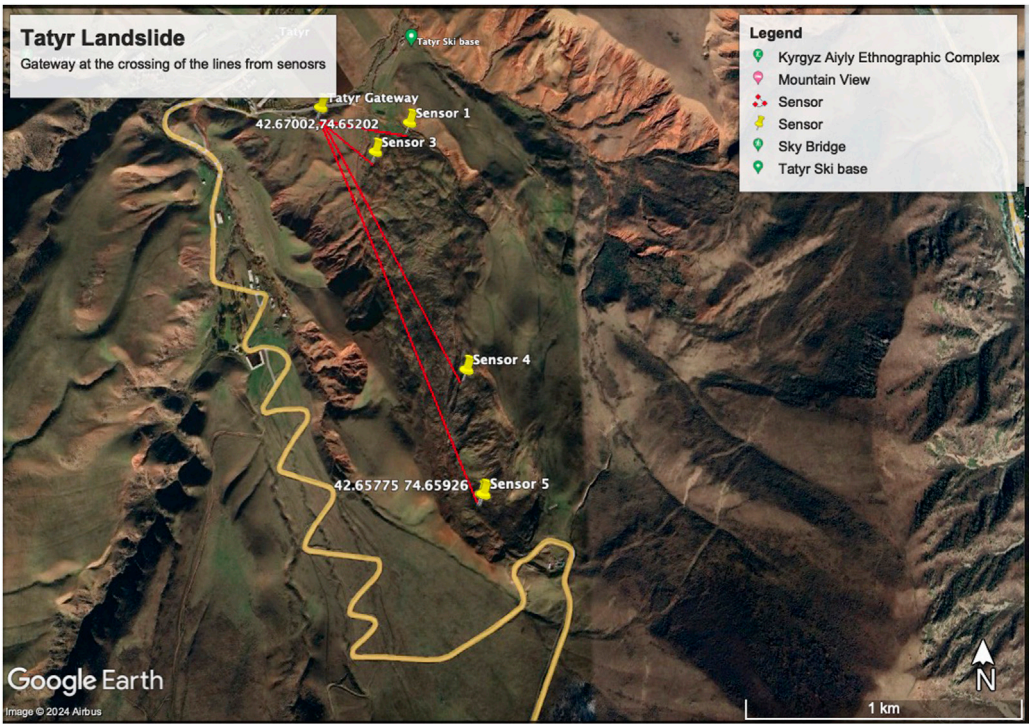 Tatyr Landslide
Gateway at the crossing of the lines from senosrs
Tatyr
Tatyr Ski base
Tatyr Gateway
42.67002,74.65202
Sensor 1
Sensor 3
Sensor 4
42.65775 74.65926
Sensor 5
Legend
Kyrgyz Aiyly Ethnographic Complex
Mountain View
Sensor
Sensor
Sky Bridge
Tatyr Ski base
Google Earth
Image © 2024 Airbus
N
1 km